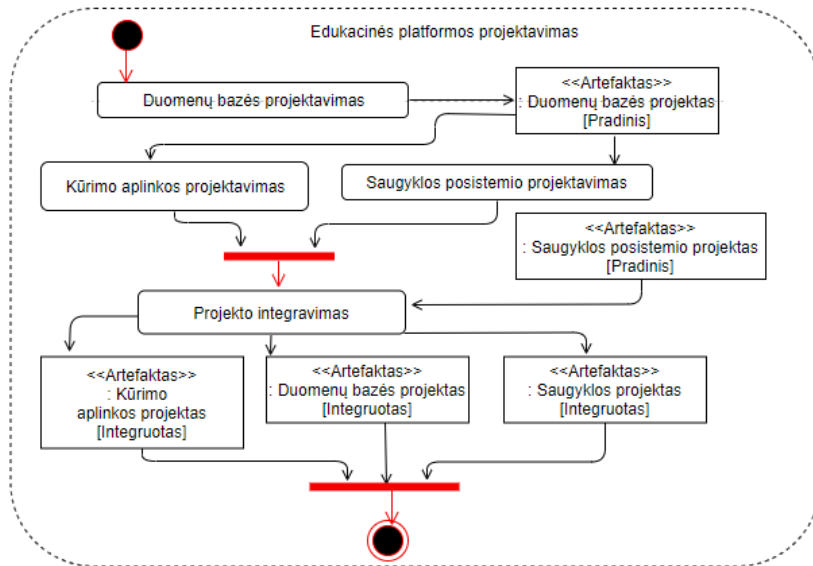 Edukacinės platformos projektavimas
Duomenų bazės projektavimas
<<Artefaktas>>
: Duomenų bazės projektas
[Pradinis]
Kūrimo aplinkos projektavimas
Saugyklos posistemio projektavimas
<<Artefaktas>>
: Saugyklos posistemio projektas
[Pradinis]
Projekto integravimas
<<Artefaktas>>
: Kūrimo
aplinkos projektas
[Integruotas]
<<Artefaktas>>
: Duomenų bazės projektas
[Integruotas]
<<Artefaktas>>
: Saugyklos projektas
[Integruotas]